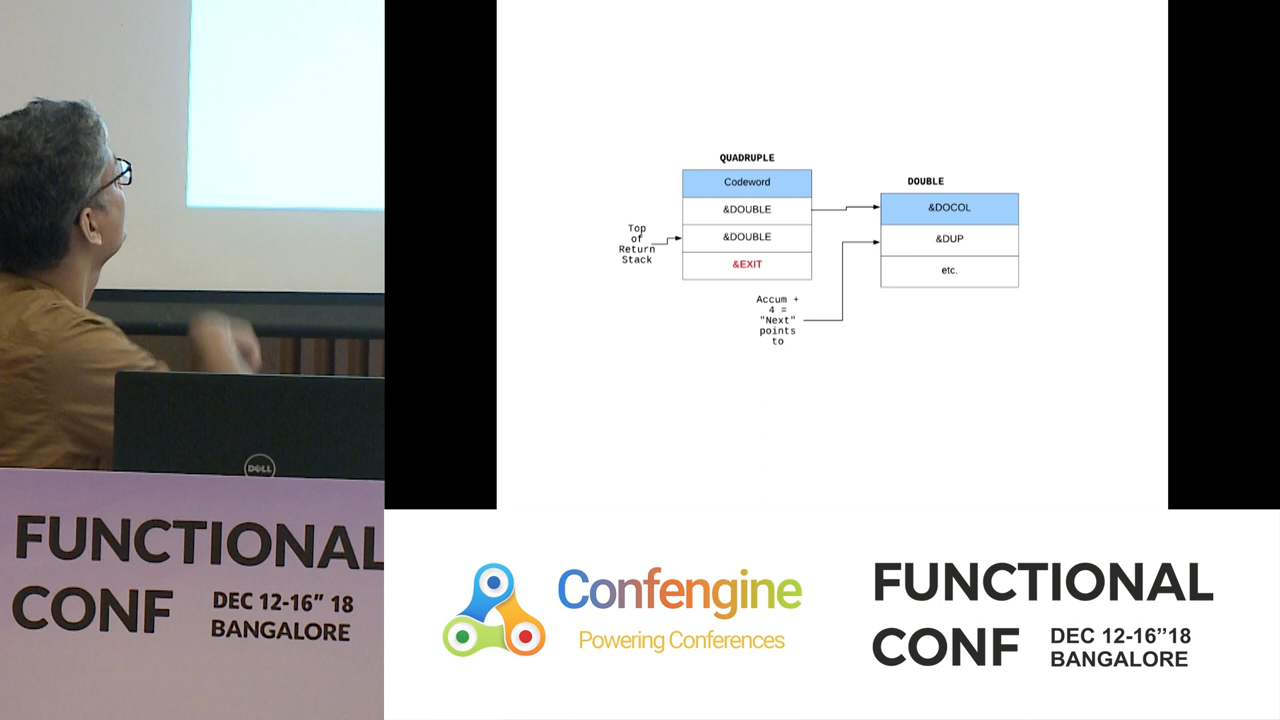 QUADRUPLE
Codeword
&DOUBLE
&DOUBLE
&EXIT
Top
of
Return
Stack
DOUBLE
&DOCOL
&DUP
etc.
Accum +
4 =
"Next"
points
to
DELL
FUNCTIONAL
CONF
DEC 12-16" 18
BANGALORE
Confengine
Powering Conferences
FUNCTIONAL
CONF
DEC 12-16"18
BANGALORE